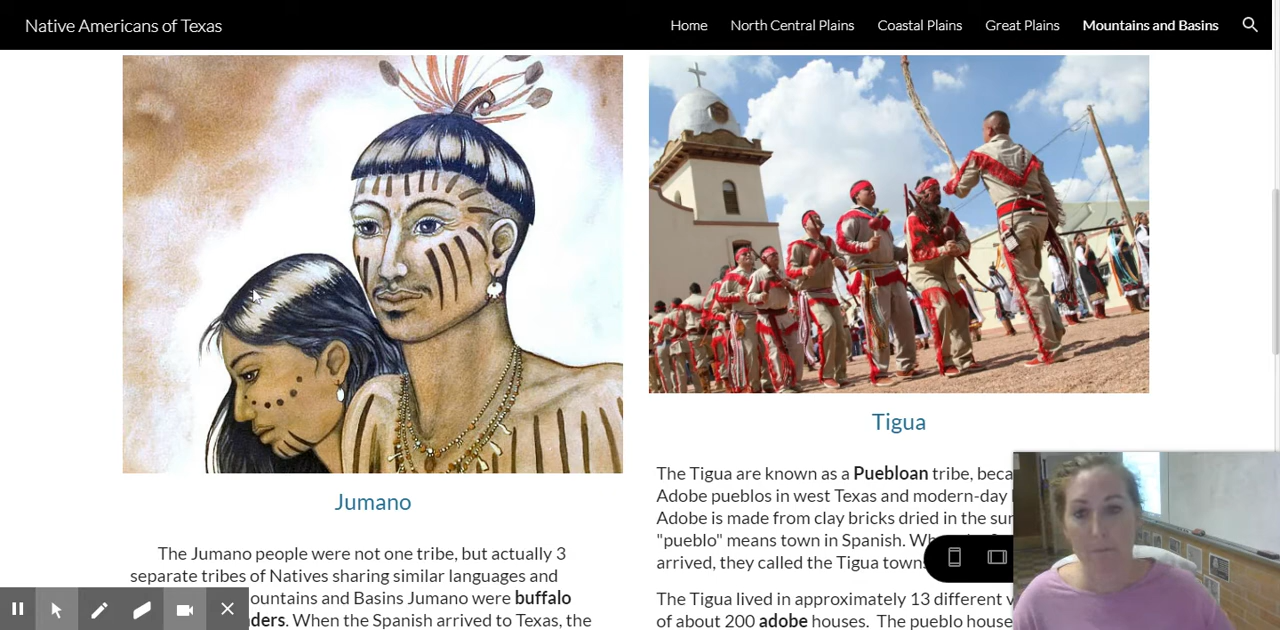 Native Americans of Texas
Home North Central Plains Coastal Plains Great Plains Mountains and Basins
Jumano
The Jumano people were not one tribe, but actually 3
separate tribes of Natives sharing similar languages and
ountains and Basins Jumano were buffalo
ders. When the Spanish arrived to Texas, the
Tigua
The Tigua are known as a Puebloan tribe, beca
Adobe pueblos in west Texas and modern-day
Adobe is made from clay bricks dried in the sun
"pueblo" means town in Spanish.
arrived, they called the Tigua town
The Tigua lived in approximately 13 different
of about 200 adobe houses. The pueblo house